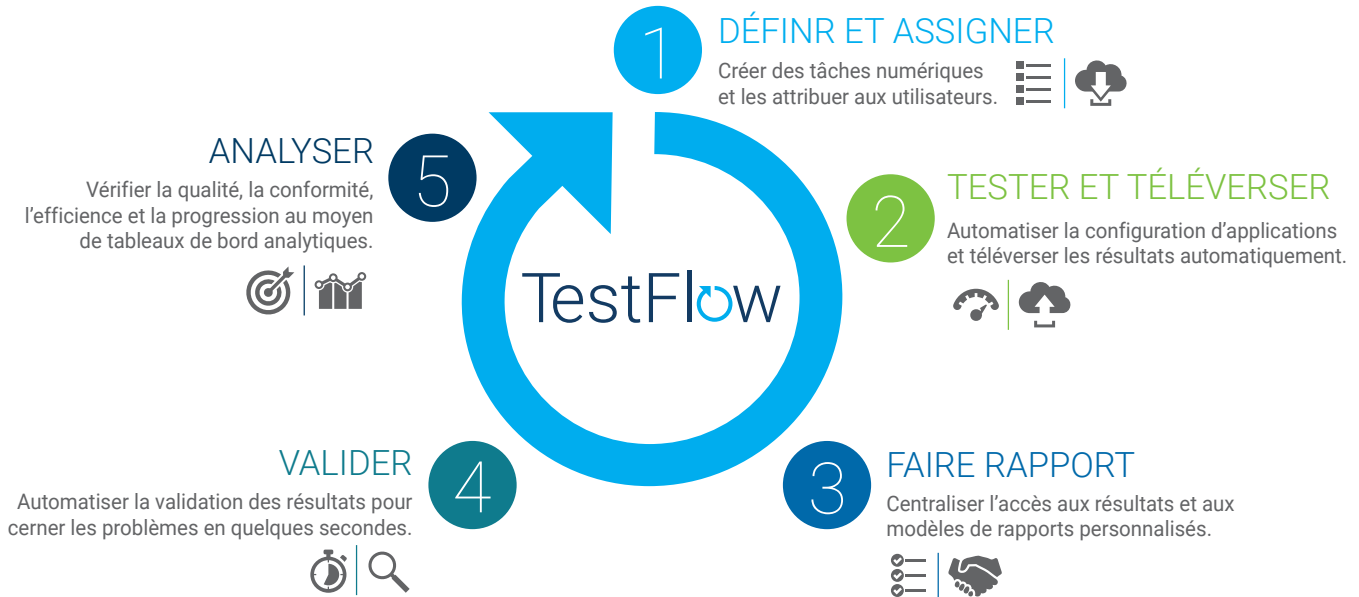 1
DÉFINR ET ASSIGNER
Créer des tâches numériques
et les attribuer aux utilisateurs.
2
TESTER ET TÉLÉVERSER
Automatiser la configuration d’applications
et téléverser les résultats automatiquement.
3
FAIRE RAPPORT
Centraliser l’accès aux résultats et aux
modèles de rapports personnalisés.
4
VALIDER
Automatiser la validation des résultats pour
cerner les problèmes en quelques secondes.
5
ANALYSER
Vérifier la qualité, la conformité,
l’efficience et la progression au moyen
de tableaux de bord analytiques.
TestFlow